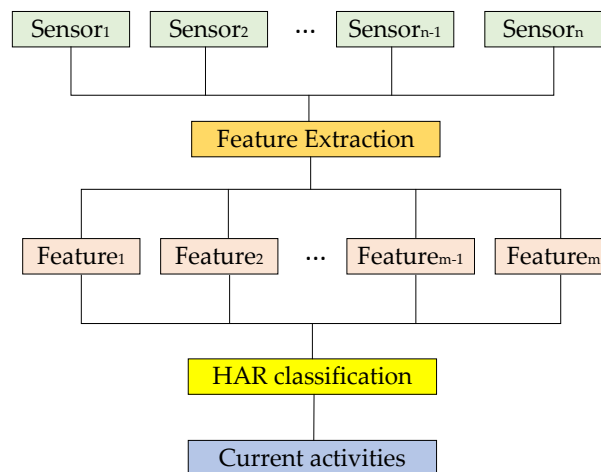 Sensor1 Sensor2 ... Sensorn-1 Sensorn
Feature Extraction
Feature1 Feature2 ... Featurem-1 Featurem
HAR classification
Current activities